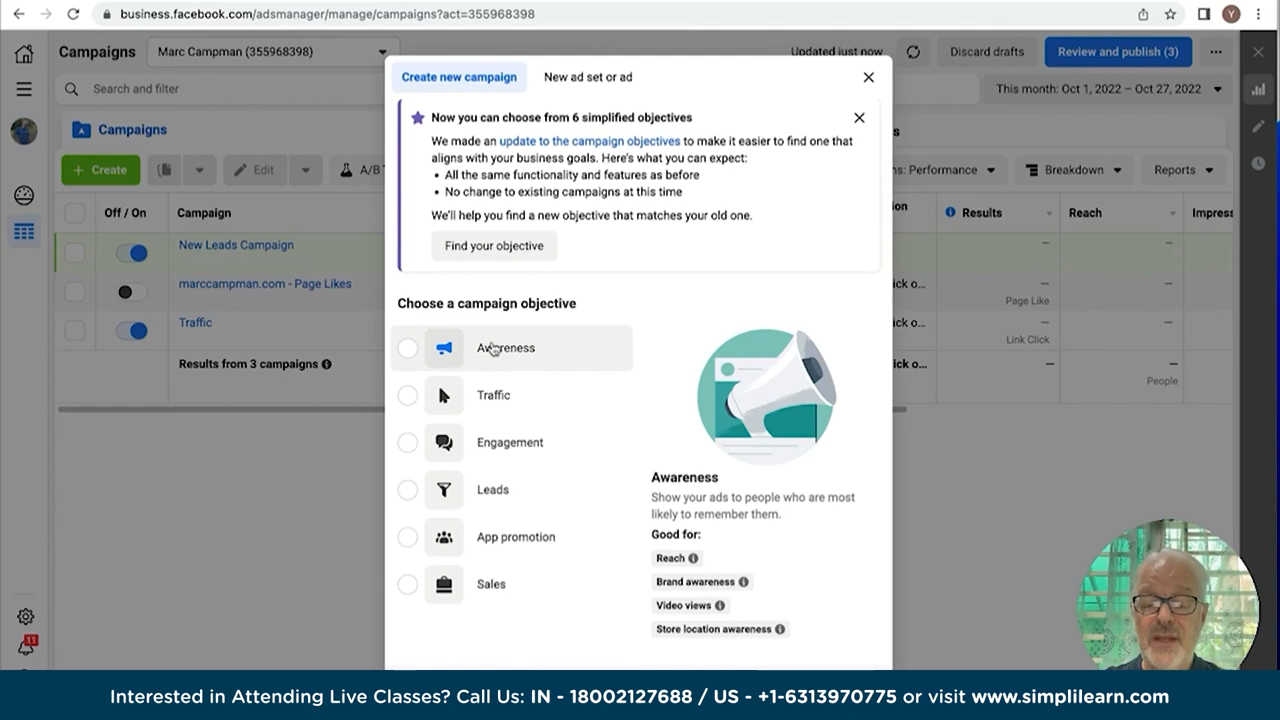 business.facebook.com/adsmanager/manage/campaigns?act=355968398
Y
Campaigns
Marc Campman (355968398)
Updated just now
Discard drafts
Review and publish (3)
Search and filter
This month: Oct 1, 2022 – Oct 27, 2022
Campaigns
s
+ Create
Edit
A/B T
ns: Performance
Breakdown
Reports
Off / On
Campaign
ion
Results
Reach
Impress
New Leads Campaign
—
—
marccampman.com - Page Likes
ick o...
—
—
Page Like
Traffic
ick o...
—
—
Link Click
Results from 3 campaigns
ck o...
—
—
People
11
Create new campaign
New ad set or ad
Now you can choose from 6 simplified objectives
We made an update to the campaign objectives to make it easier to find one that
aligns with your business goals. Here's what you can expect:
• All the same functionality and features as before
• No change to existing campaigns at this time
We'll help you find a new objective that matches your old one.
Find your objective
Choose a campaign objective
Awareness
Traffic
Engagement
Leads
App promotion
Sales
Awareness
Show your ads to people who are most
likely to remember them.
Good for:
Reach
Brand awareness
Video views
Store location awareness
Interested in Attending Live Classes? Call Us: IN - 18002127688 / US - +1-6313970775 or visit www.simplilearn.com